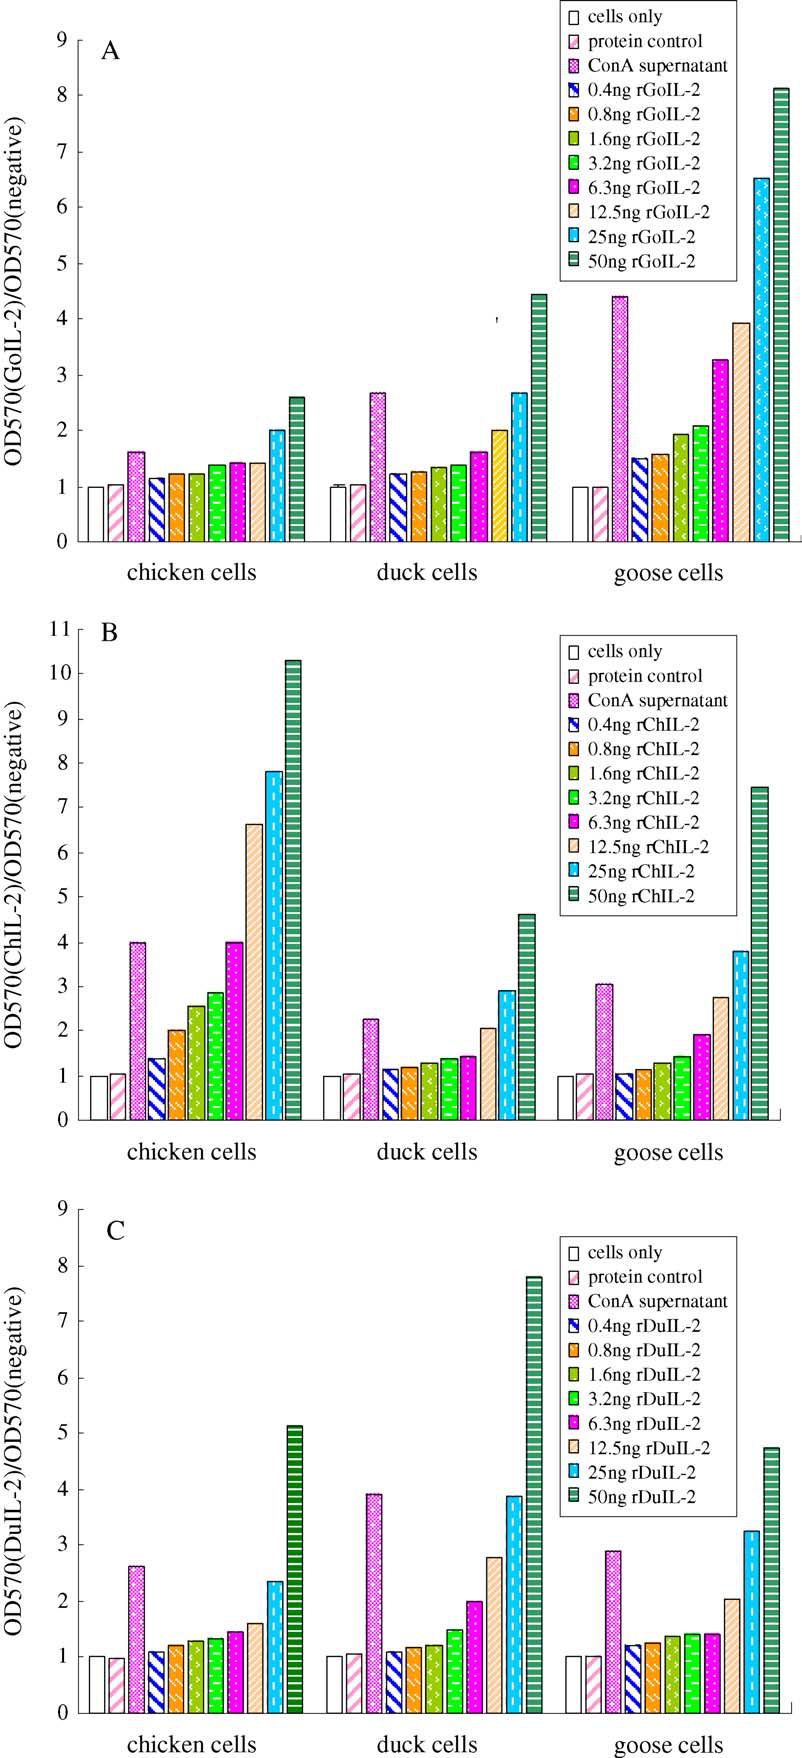 A
OD570(GoIL-2)/OD570(negative)
9
8
7
6
5
4
3
2
1
0
cells only
protein control
ConA supernatant
0.4ng rGoIL-2
0.8ng rGoIL-2
1.6ng rGoIL-2
3.2ng rGoIL-2
6.3ng rGoIL-2
12.5ng rGoIL-2
25ng rGoIL-2
50ng rGoIL-2
chicken cells duck cells goose cells
B
OD570(ChIL-2)/OD570(negative)
11
10
9
8
7
6
5
4
3
2
1
0
cells only
protein control
ConA supernatant
0.4ng rChIL-2
0.8ng rChIL-2
1.6ng rChIL-2
3.2ng rChIL-2
6.3ng rChIL-2
12.5ng rChIL-2
25ng rChIL-2
50ng rChIL-2
chicken cells duck cells goose cells
C
OD570(DuIL-2)/OD570(negative)
9
8
7
6
5
4
3
2
1
0
cells only
protein control
ConA supernatant
0.4ng rDuIL-2
0.8ng rDuIL-2
1.6ng rDuIL-2
3.2ng rDuIL-2
6.3ng rDuIL-2
12.5ng rDuIL-2
25ng rDuIL-2
50ng rDuIL-2
chicken cells duck cells goose cells